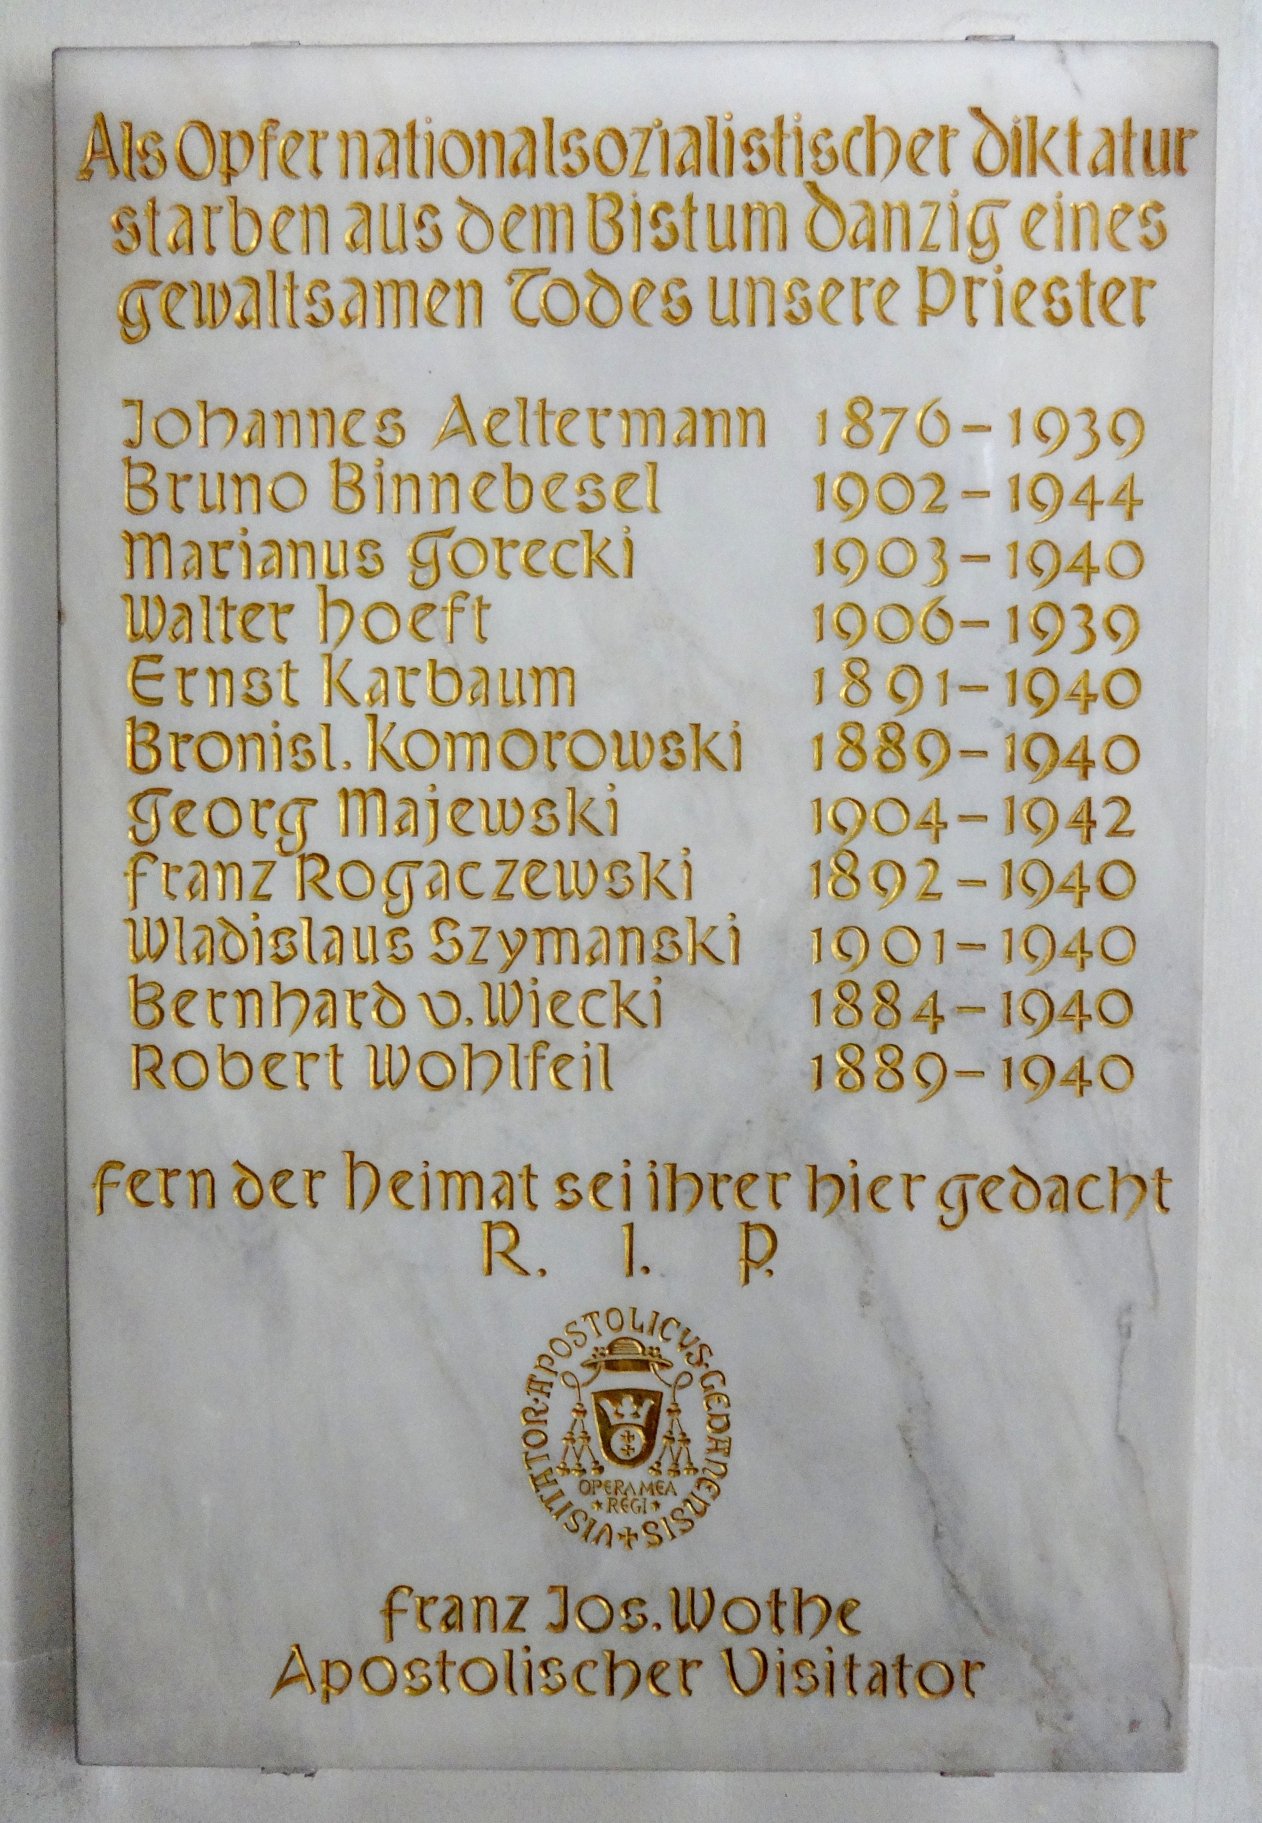 Als Opfer nationalsozialistischer Diktatur
starben aus dem Bistum Danzig eines
gewaltsamen Todes unsere Priester
Johannes Aeltermann 1876 – 1939
Bruno Binnebesel 1902 – 1944
Marianus Gorecki 1903 – 1940
Walter Hoeft 1906 – 1939
Ernst Karbaum 1891 – 1940
Bronisl. Komorowski 1889 – 1940
Georg Majewski 1904 – 1942
Franz Rogaczewski 1892 – 1940
Wladislaus Szymanski 1901 – 1940
Bernhard v. Wiecki 1884 – 1940
Robert Wohlfeil 1889 – 1940
Fern der Heimat sei ihrer hier gedacht
R. I. P.
VISITATOR·APOSTOLICVS·GEDANENSIS
OPERA MEA
REGI
Franz Jos. Wothe
Apostolischer Visitator